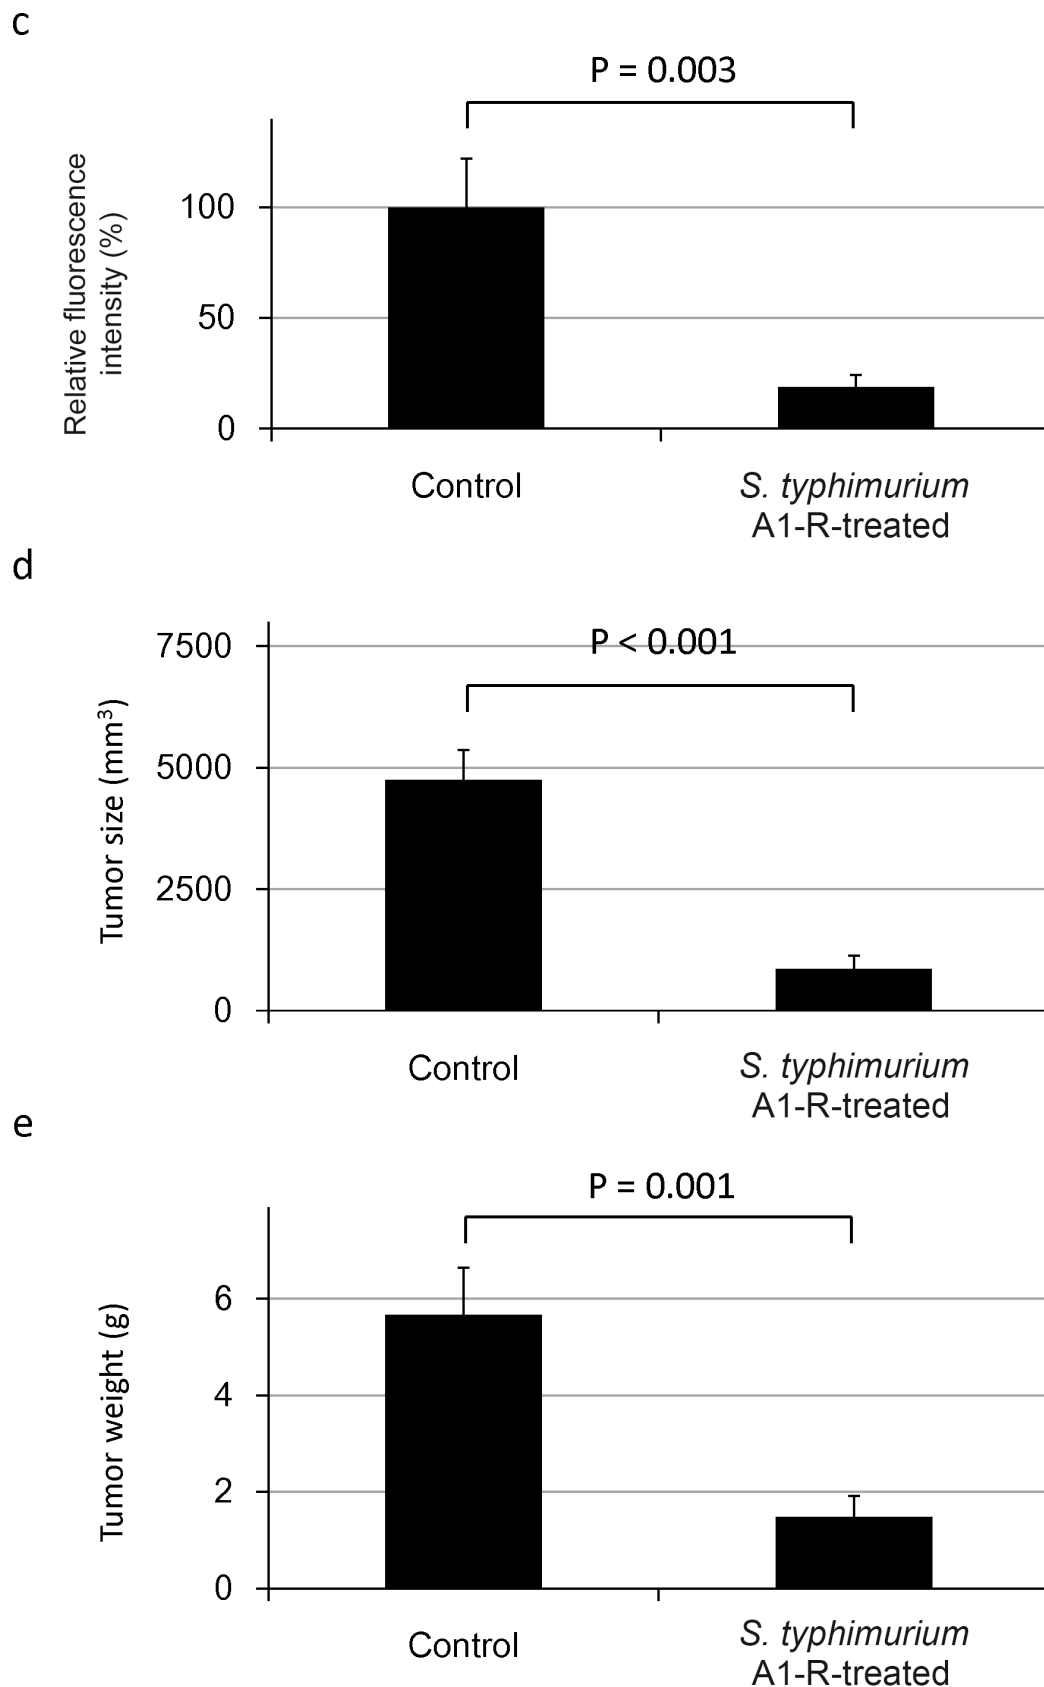 c
P = 0.003
Relative fluorescence
intensity (%)
100
50
0
Control
S. typhimurium
A1-R-treated
d
P < 0.001
Tumor size (mm³)
7500
5000
2500
0
Control
S. typhimurium
A1-R-treated
e
P = 0.001
Tumor weight (g)
6
4
2
0
Control
S. typhimurium
A1-R-treated